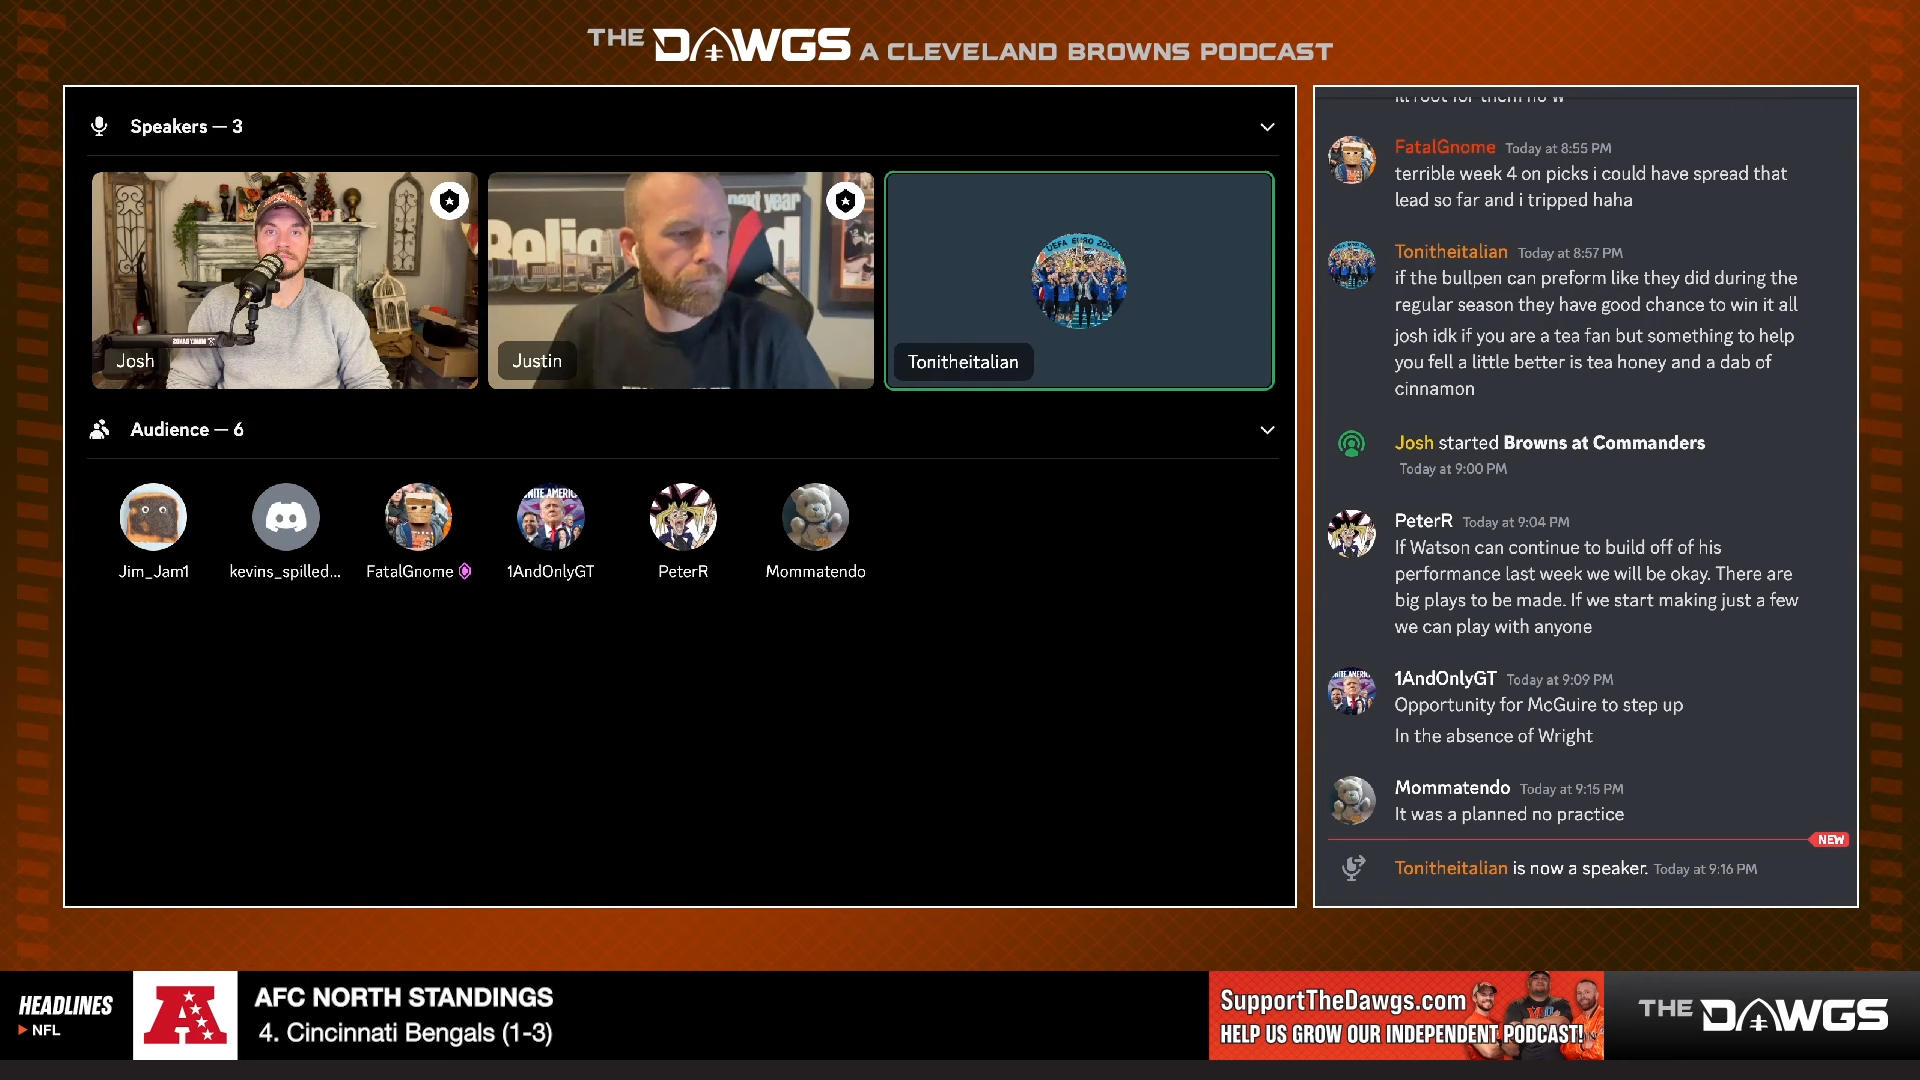 THE DAWGS A CLEVELAND BROWNS PODCAST
Speakers — 3
Josh
Justin
Tonitheitalian
next year
UEFA EURO 2020
Audience — 6
Jim_Jam1
kevins_spilled...
FatalGnome
1AndOnlyGT
PeterR
Mommatendo
FatalGnome Today at 8:55 PM
terrible week 4 on picks i could have spread that
lead so far and i tripped haha
Tonitheitalian Today at 8:57 PM
if the bullpen can preform like they did during the
regular season they have good chance to win it all
josh idk if you are a tea fan but something to help
you fell a little better is tea honey and a dab of
cinnamon
Josh started Browns at Commanders
Today at 9:00 PM
PeterR Today at 9:04 PM
If Watson can continue to build off of his
performance last week we will be okay. There are
big plays to be made. If we start making just a few
we can play with anyone
1AndOnlyGT Today at 9:09 PM
Opportunity for McGuire to step up
In the absence of Wright
Mommatendo Today at 9:15 PM
It was a planned no practice
NEW
Tonitheitalian is now a speaker. Today at 9:16 PM
HEADLINES
NFL
AFC NORTH STANDINGS
4. Cincinnati Bengals (1-3)
SupportTheDawgs.com
HELP US GROW OUR INDEPENDENT PODCAST!
THE DAWGS